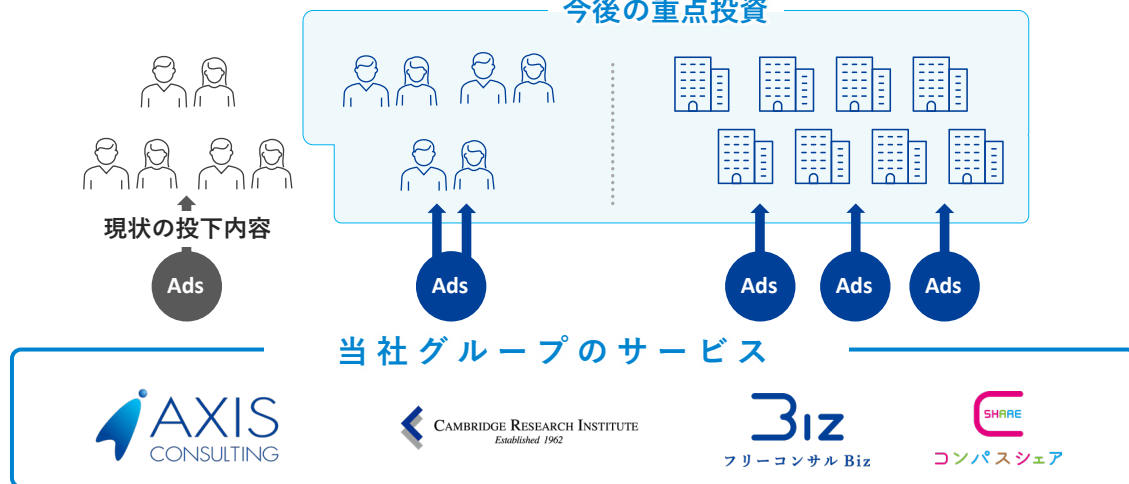 今後の重点投資
現状の投下内容
Ads
Ads
Ads
Ads
Ads
当社グループのサービス
AXIS
CONSULTING
CAMBRIDGE RESEARCH INSTITUTE
Established 1962
Biz
フリーコンサル Biz
SHARE
コンパスシェア